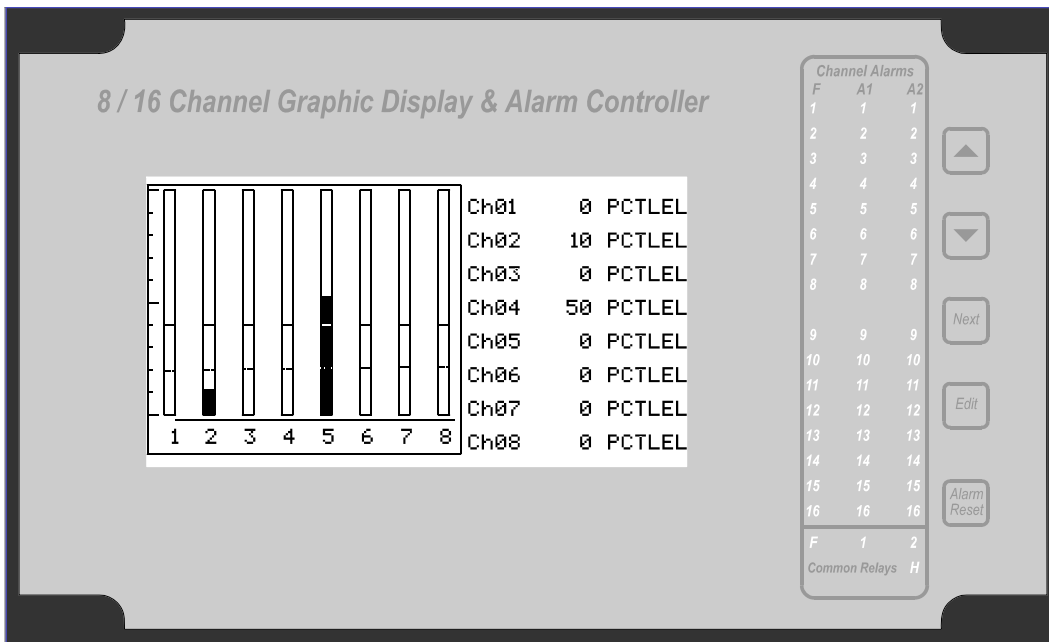 8 / 16 Channel Graphic Display & Alarm Controller
Ch01 0 PCTLEL
Ch02 10 PCTLEL
Ch03 0 PCTLEL
Ch04 50 PCTLEL
Ch05 0 PCTLEL
Ch06 0 PCTLEL
Ch07 0 PCTLEL
Ch08 0 PCTLEL
1 2 3 4 5 6 7 8
Channel Alarms
F A1 A2
1 1 1
2 2 2
3 3 3
4 4 4
5 5 5
6 6 6
7 7 7
8 8 8
9 9 9
10 10 10
11 11 11
12 12 12
13 13 13
14 14 14
15 15 15
16 16 16
F 1 2
Common Relays H
Next
Edit
Alarm
Reset